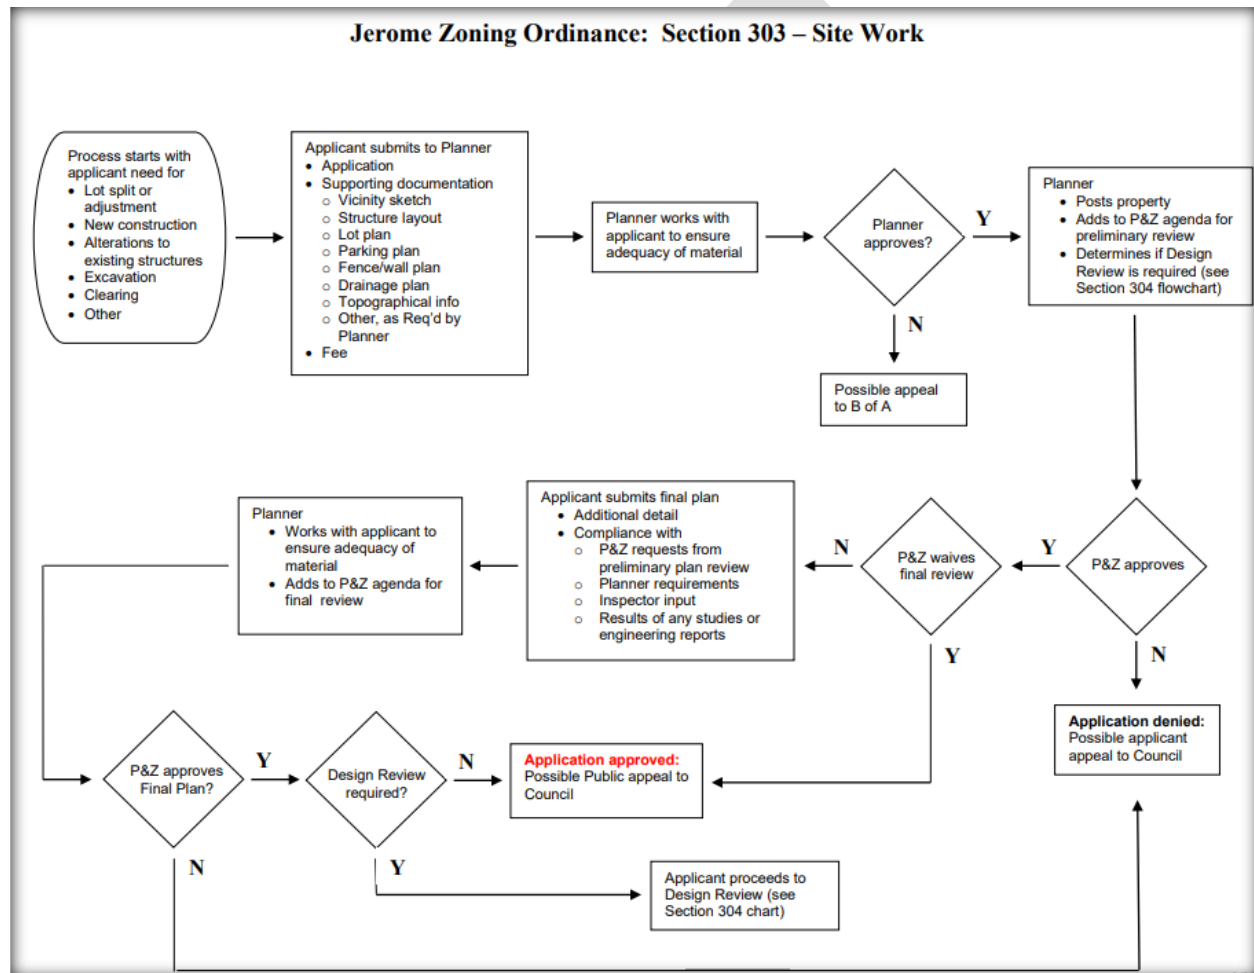 Jerome Zoning Ordinance:  Section 303 – Site Work
Process starts with
applicant need for
• Lot split or
adjustment
• New construction
• Alterations to
existing structures
• Excavation
• Clearing
• Other
Applicant submits to Planner
• Application
• Supporting documentation
o Vicinity sketch
o Structure layout
o Lot plan
o Parking plan
o Fence/wall plan
o Drainage plan
o Topographical info
o Other, as Req'd by
Planner
• Fee
Planner works with
applicant to ensure
adequacy of material
Planner
approves?
Y
N
Planner
• Posts property
• Adds to P&Z agenda for
preliminary review
• Determines if Design
Review is required (see
Section 304 flowchart)
Possible appeal
to B of A
P&Z approves
Y
N
P&Z waives
final review
N
Y
Applicant submits final plan
• Additional detail
• Compliance with
o P&Z requests from
preliminary plan review
o Planner requirements
o Inspector input
o Results of any studies or
engineering reports
Planner
• Works with applicant to
ensure adequacy of
material
• Adds to P&Z agenda for
final  review
Application denied:
Possible applicant
appeal to Council
P&Z approves
Final Plan?
Y
N
Design Review
required?
N
Y
Application approved:
Possible Public appeal to
Council
Applicant proceeds to
Design Review (see
Section 304 chart)